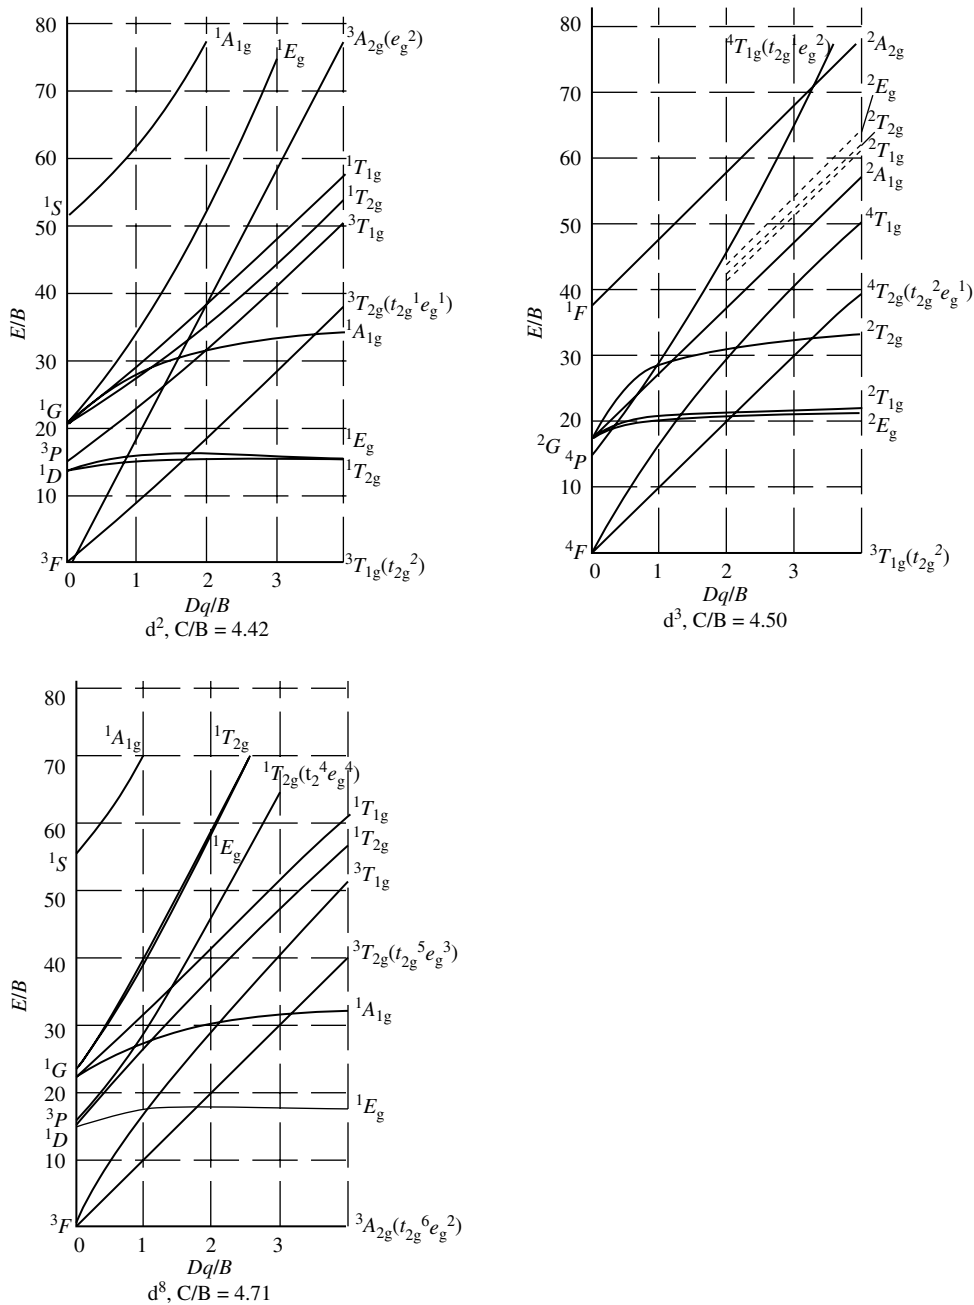 80
70
60
50
40
30
20
10
E/B
¹S
¹G
³P
¹D
³F
¹A₁g
¹Eg
³A₂g(eg²)
¹T₁g
¹T₂g
³T₁g
³T₂g(t₂g¹eg¹)
¹A₁g
¹Eg
¹T₂g
³T₁g(t₂g²)
0 1 2 3
Dq/B
d², C/B = 4.42
80
70
60
50
40
30
20
10
E/B
¹F
²G ⁴P
⁴F
⁴T₁g(t₂g¹eg²)
²A₂g
²Eg
²T₂g
²T₁g
²A₁g
⁴T₁g
⁴T₂g(t₂g²eg¹)
²T₂g
²T₁g
²Eg
³T₁g(t₂g²)
0 1 2 3
Dq/B
d³, C/B = 4.50
80
70
60
50
40
30
20
10
E/B
¹S
¹G
³P
¹D
³F
¹A₁g
¹T₂g
¹T₂g(t₂⁴eg⁴)
¹T₁g
¹Eg
¹T₂g
³T₁g
³T₂g(t₂g⁵eg³)
¹A₁g
¹Eg
³A₂g(t₂g⁶eg²)
0 1 2 3
Dq/B
d⁸, C/B = 4.71